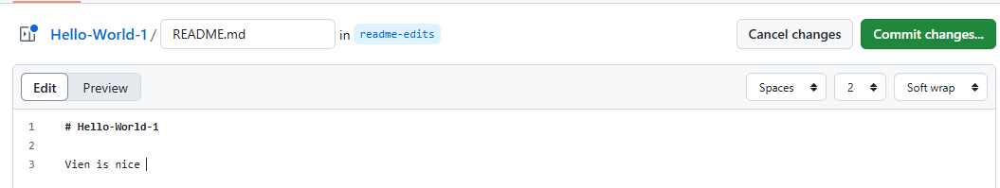 Hello-World-1 / README.md in readme-edits Cancel changes Commit changes...
Edit Preview Spaces 2 Soft wrap
1 # Hello-World-1
2
3 Vien is nice